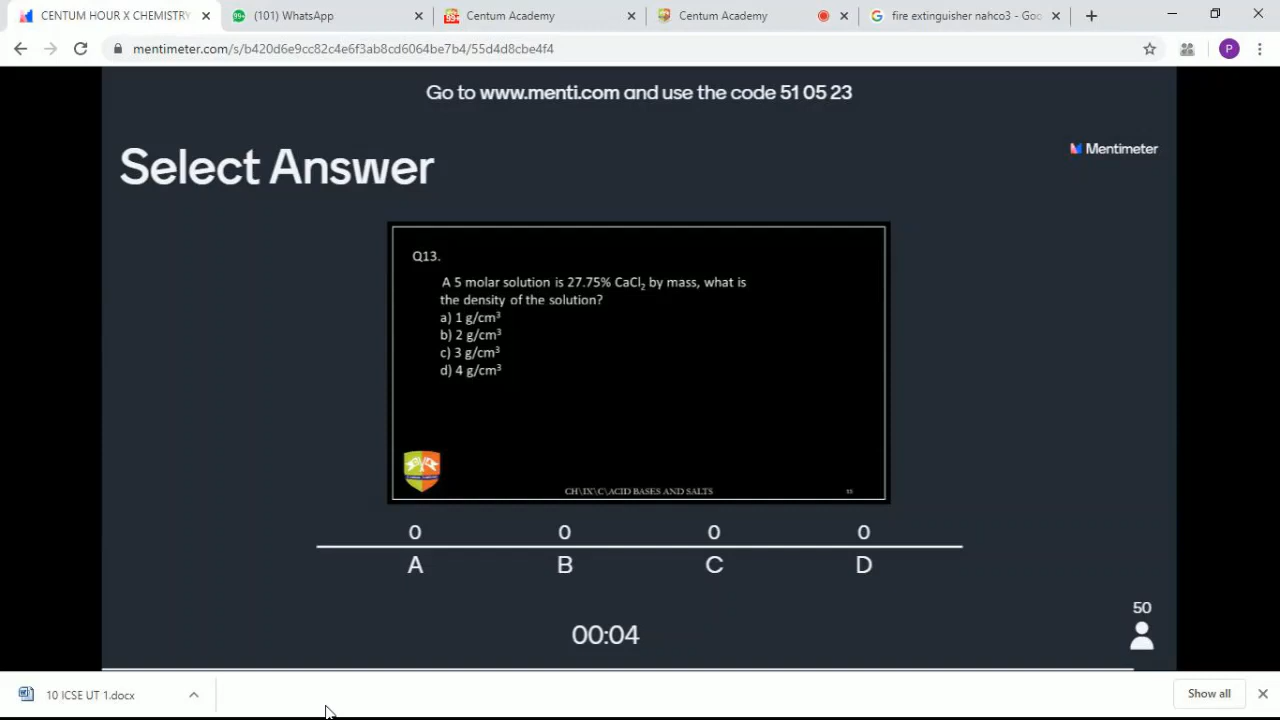 CENTUM HOUR X CHEMISTRY
(101) WhatsApp
Centum Academy
Centum Academy
fire extinguisher nahco3 - Goo
mentimeter.com/s/b420d6e9cc82c4e6f3ab8cd6064be7b4/55d4d8cbe4f4
P
Go to www.menti.com and use the code 51 05 23
Select Answer
Mentimeter
Q13.
A 5 molar solution is 27.75% CaCl₂ by mass, what is
the density of the solution?
a) 1 g/cm³
b) 2 g/cm³
c) 3 g/cm³
d) 4 g/cm³
CH\IX\C\ACID BASES AND SALTS
0 0 0 0
A B C D
50
00:04
10 ICSE UT 1.docx
Show all